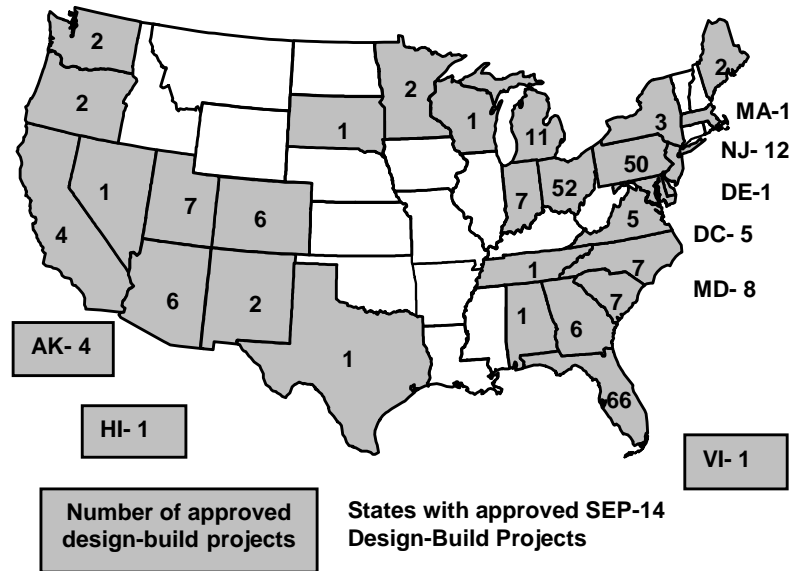 2
2
2
2
1
1
11
3
MA-1
NJ- 12
50
1
7
6
7
52
DE-1
5
DC- 5
4
6
2
1
7
MD- 8
1
7
1
6
AK- 4
66
HI- 1
VI- 1
Number of approved
design-build projects
States with approved SEP-14
Design-Build Projects